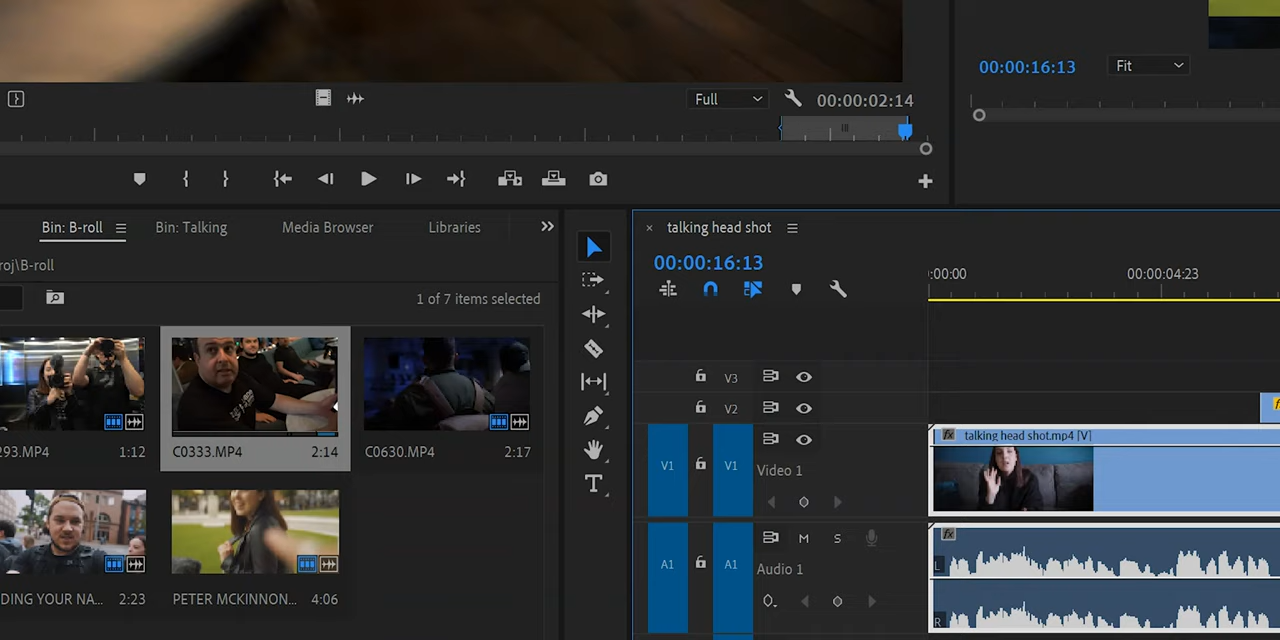 00:00:16:13
Fit
Full
00:00:02:14
Bin: B-roll
Bin: Talking
Media Browser
Libraries
roj\B-roll
1 of 7 items selected
293.MP4
1:12
C0333.MP4
2:14
C0630.MP4
2:17
DING YOUR NA...
2:23
PETER MCKINNON...
4:06
T
× talking head shot
00:00:16:13
:00:00
00:00:04:23
V3
V2
V1
V1
Video 1
fx talking head shot.mp4 [V]
A1
A1
M
S
Audio 1
fx
L
R